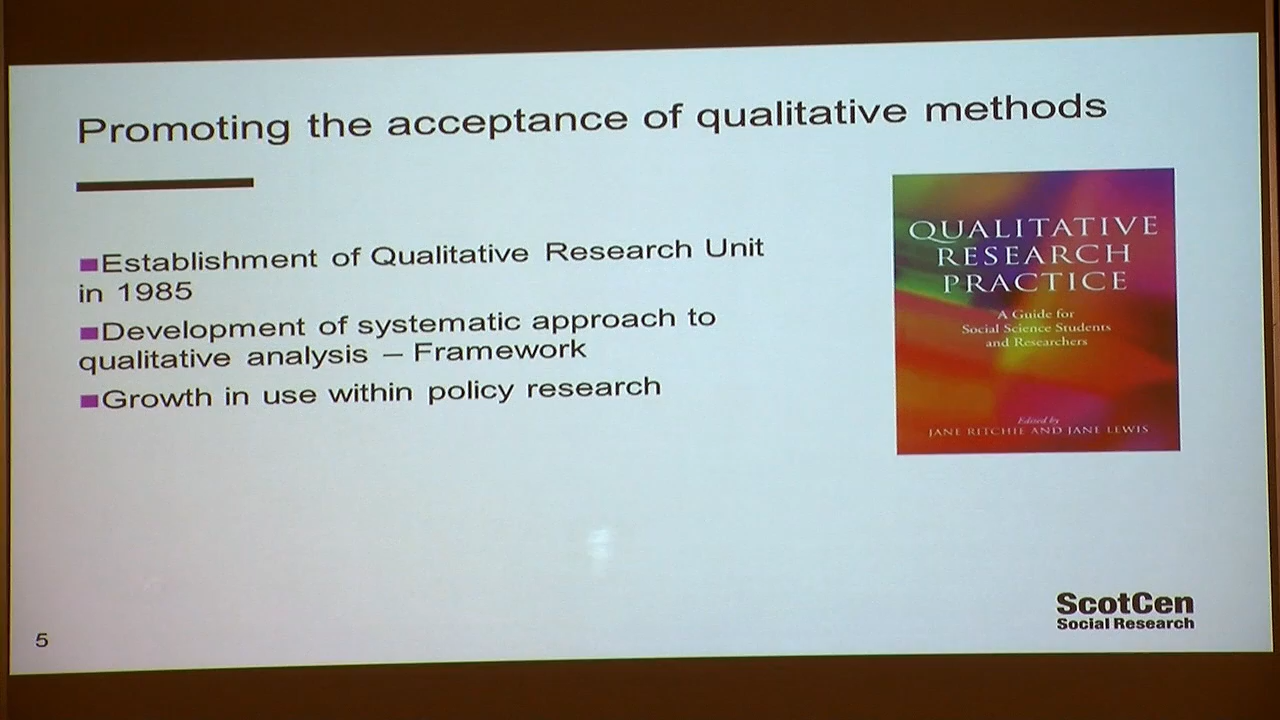 Promoting the acceptance of qualitative methods
Establishment of Qualitative Research Unit
in 1985
Development of systematic approach to
qualitative analysis – Framework
Growth in use within policy research
QUALITATIVE
RESEARCH
PRACTICE
A Guide for
Social Science Students
and Researchers
Edited by
JANE RITCHIE AND JANE LEWIS
ScotCen
Social Research
5